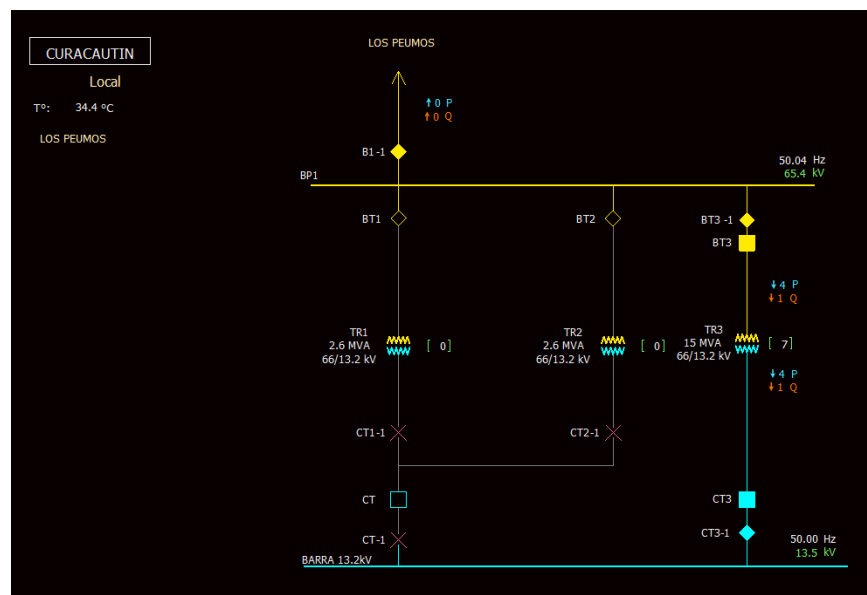 CURACAUTIN
Local
Tº: 34.4 ºC
LOS PEUMOS
LOS PEUMOS
0 P
0 Q
B1-1
BP1
50.04 Hz
65.4 kV
BT1
BT2
BT3 -1
BT3
4 P
1 Q
TR1
2.6 MVA
66/13.2 kV
[ 0]
TR2
2.6 MVA
66/13.2 kV
[ 0]
TR3
15 MVA
66/13.2 kV
[ 7]
4 P
1 Q
CT1-1
CT2-1
CT
CT3
CT-1
CT3-1
BARRA 13.2kV
50.00 Hz
13.5 kV